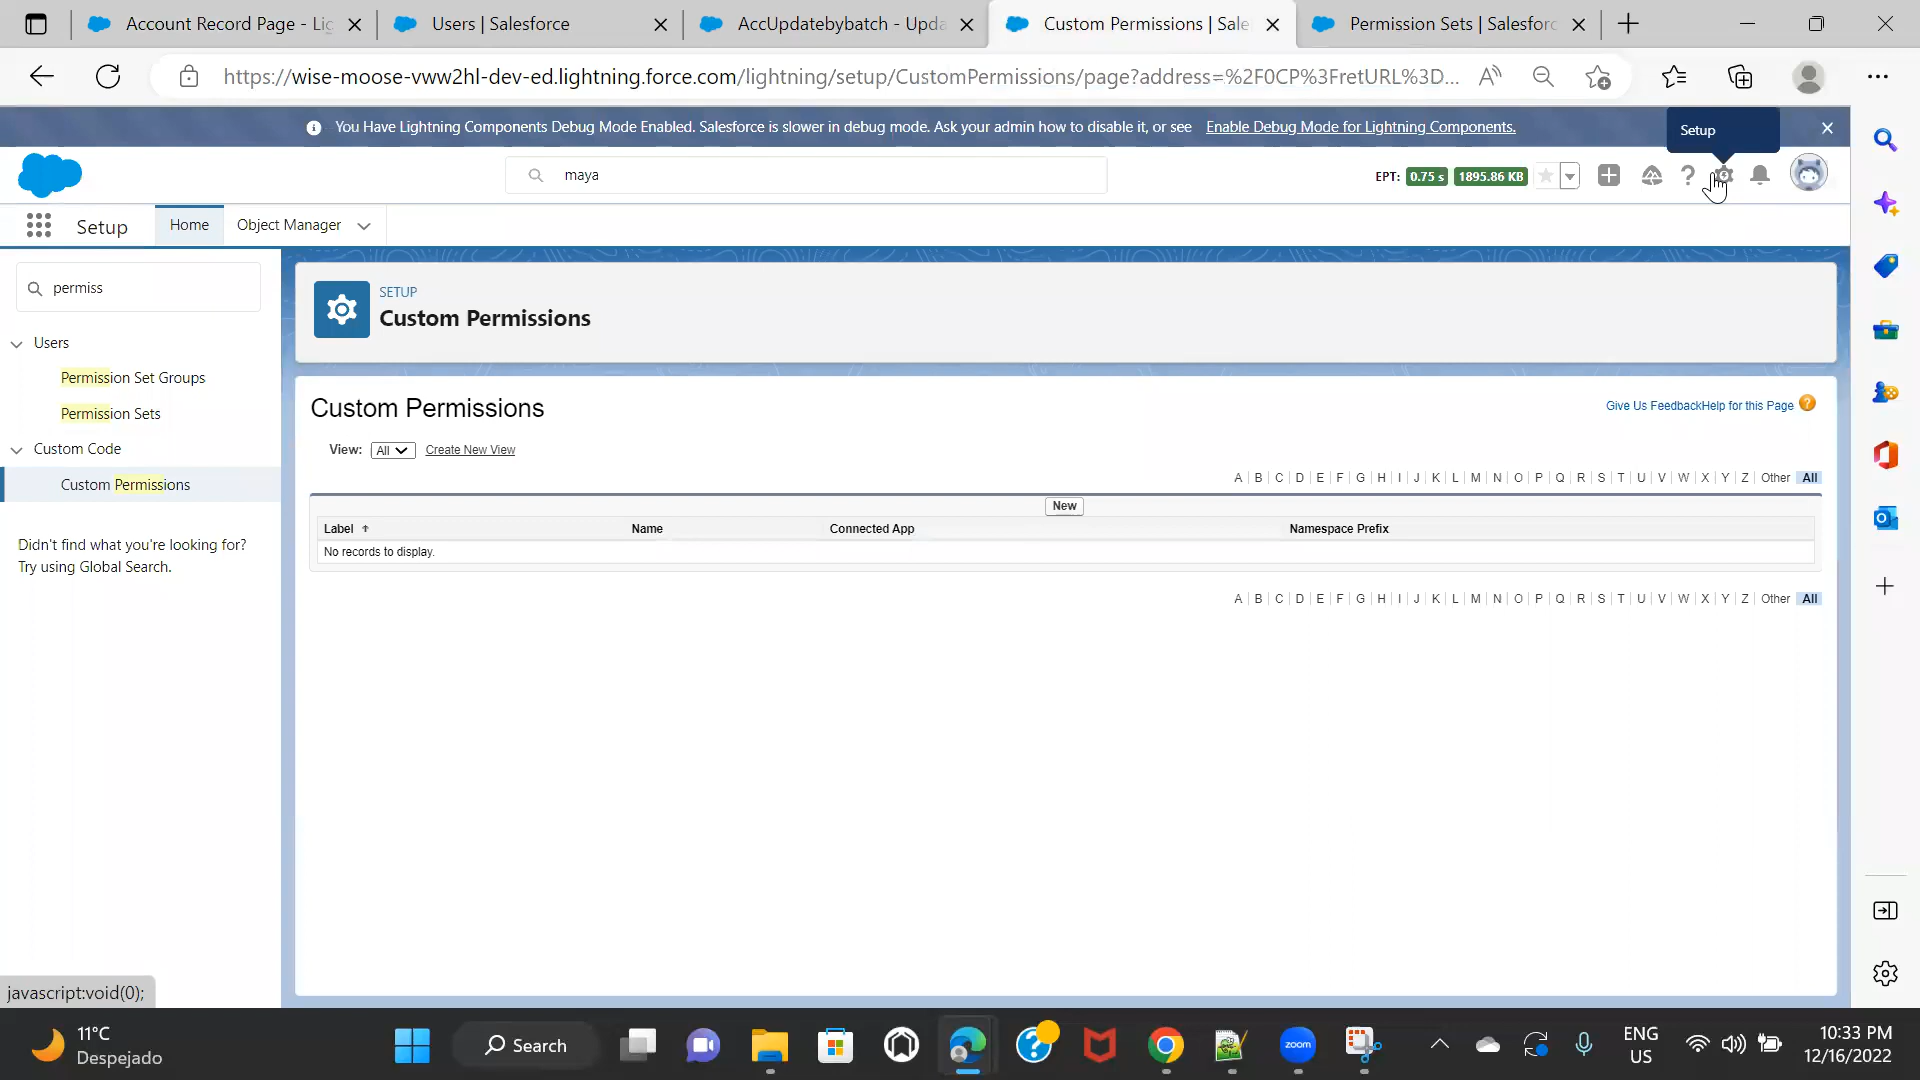 Account Record Page - Lig
Users | Salesforce
AccUpdatebybatch - Upda
Custom Permissions | Sale
Permission Sets | Salesforc
https://wise-moose-vww2hl-dev-ed.lightning.force.com/lightning/setup/CustomPermissions/page?address=%2F0CP%3FretURL%3D...
You Have Lightning Components Debug Mode Enabled. Salesforce is slower in debug mode. Ask your admin how to disable it, or see Enable Debug Mode for Lightning Components.
Setup
maya
EPT: 0.75 s 1895.86 KB
Setup
Home
Object Manager
permiss
Users
Permission Set Groups
Permission Sets
Custom Code
Custom Permissions
Didn't find what you're looking for?
Try using Global Search.
SETUP
Custom Permissions
Custom Permissions
Give Us Feedback
Help for this Page
View: All Create New View
A | B | C | D | E | F | G | H | I | J | K | L | M | N | O | P | Q | R | S | T | U | V | W | X | Y | Z | Other All
New
Label Name Connected App Namespace Prefix
No records to display.
A | B | C | D | E | F | G | H | I | J | K | L | M | N | O | P | Q | R | S | T | U | V | W | X | Y | Z | Other All
javascript:void(0);
11°C
Despejado
Search
zoom
ENG
US
10:33 PM
12/16/2022